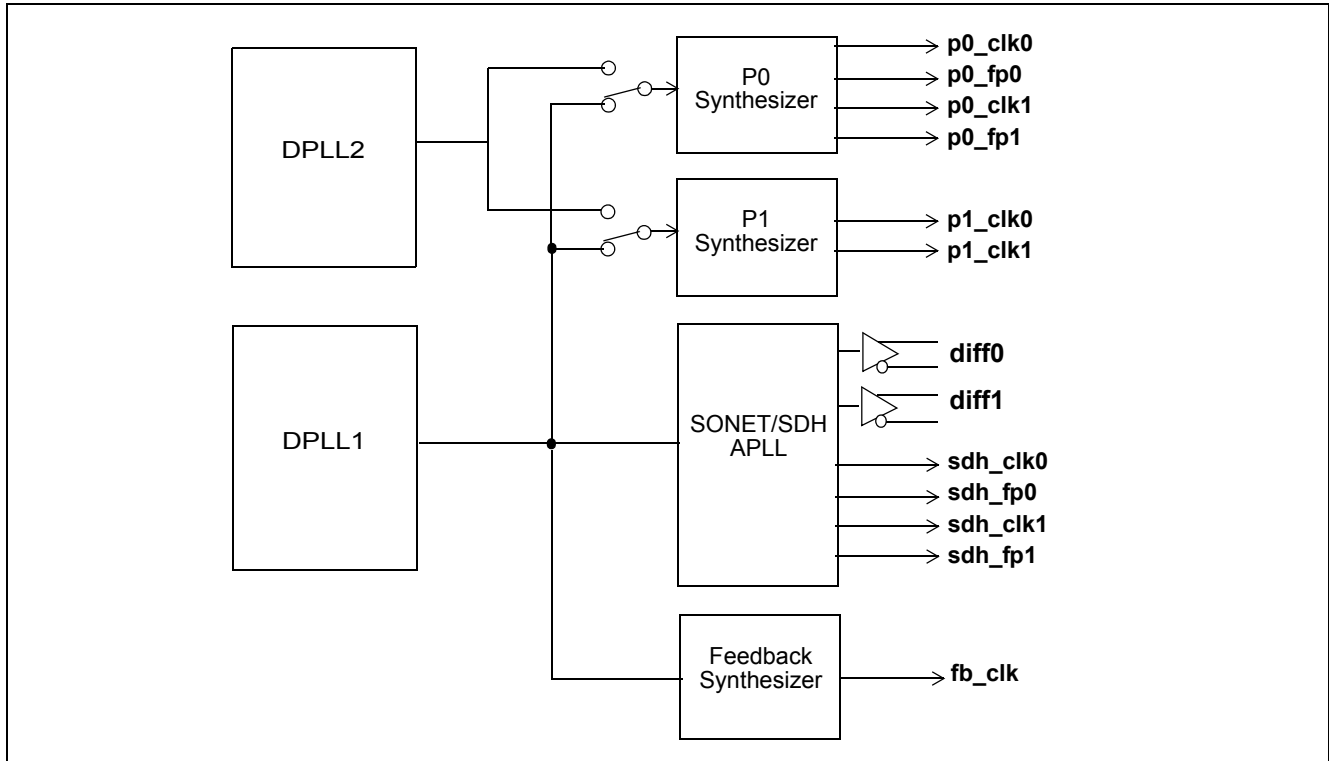 DPLL2
P0
Synthesizer
p0_clk0
p0_fp0
p0_clk1
p0_fp1
P1
Synthesizer
p1_clk0
p1_clk1
DPLL1
SONET/SDH
APLL
diff0
diff1
sdh_clk0
sdh_fp0
sdh_clk1
sdh_fp1
Feedback
Synthesizer
fb_clk